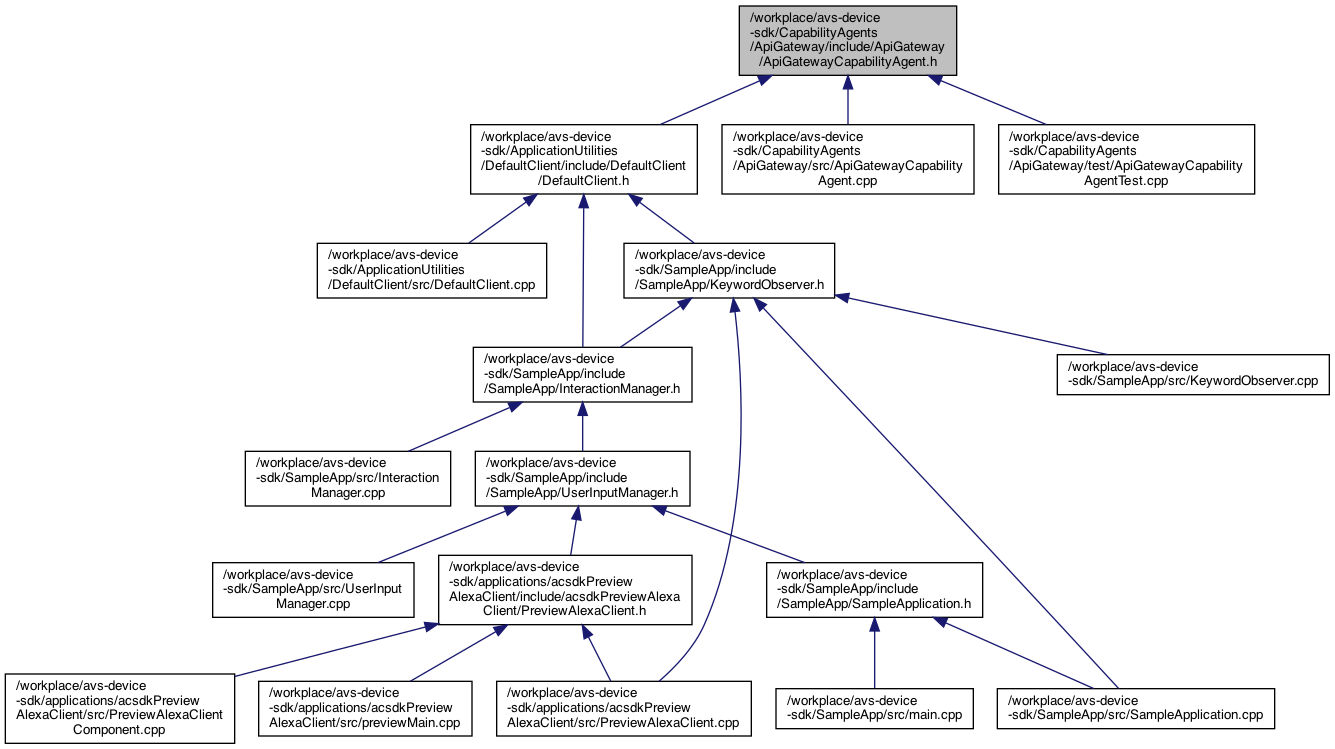 /workplace/avs-device
-sdk/CapabilityAgents
/ApiGateway/include/ApiGateway
/ApiGatewayCapabilityAgent.h
/workplace/avs-device
-sdk/ApplicationUtilities
/DefaultClient/include/DefaultClient
/DefaultClient.h
/workplace/avs-device
-sdk/CapabilityAgents
/ApiGateway/src/ApiGatewayCapability
Agent.cpp
/workplace/avs-device
-sdk/CapabilityAgents
/ApiGateway/test/ApiGatewayCapability
AgentTest.cpp
/workplace/avs-device
-sdk/ApplicationUtilities
/DefaultClient/src/DefaultClient.cpp
/workplace/avs-device
-sdk/SampleApp/include
/SampleApp/KeywordObserver.h
/workplace/avs-device
-sdk/SampleApp/include
/SampleApp/InteractionManager.h
/workplace/avs-device
-sdk/SampleApp/src/KeywordObserver.cpp
/workplace/avs-device
-sdk/SampleApp/src/Interaction
Manager.cpp
/workplace/avs-device
-sdk/SampleApp/include
/SampleApp/UserInputManager.h
/workplace/avs-device
-sdk/SampleApp/src/UserInput
Manager.cpp
/workplace/avs-device
-sdk/applications/acsdkPreview
AlexaClient/include/acsdkPreviewAlexa
Client/PreviewAlexaClient.h
/workplace/avs-device
-sdk/SampleApp/include
/SampleApp/SampleApplication.h
/workplace/avs-device
-sdk/applications/acsdkPreview
AlexaClient/src/PreviewAlexaClient
Component.cpp
/workplace/avs-device
-sdk/applications/acsdkPreview
AlexaClient/src/previewMain.cpp
/workplace/avs-device
-sdk/applications/acsdkPreview
AlexaClient/src/PreviewAlexaClient.cpp
/workplace/avs-device
-sdk/SampleApp/src/main.cpp
/workplace/avs-device
-sdk/SampleApp/src/SampleApplication.cpp